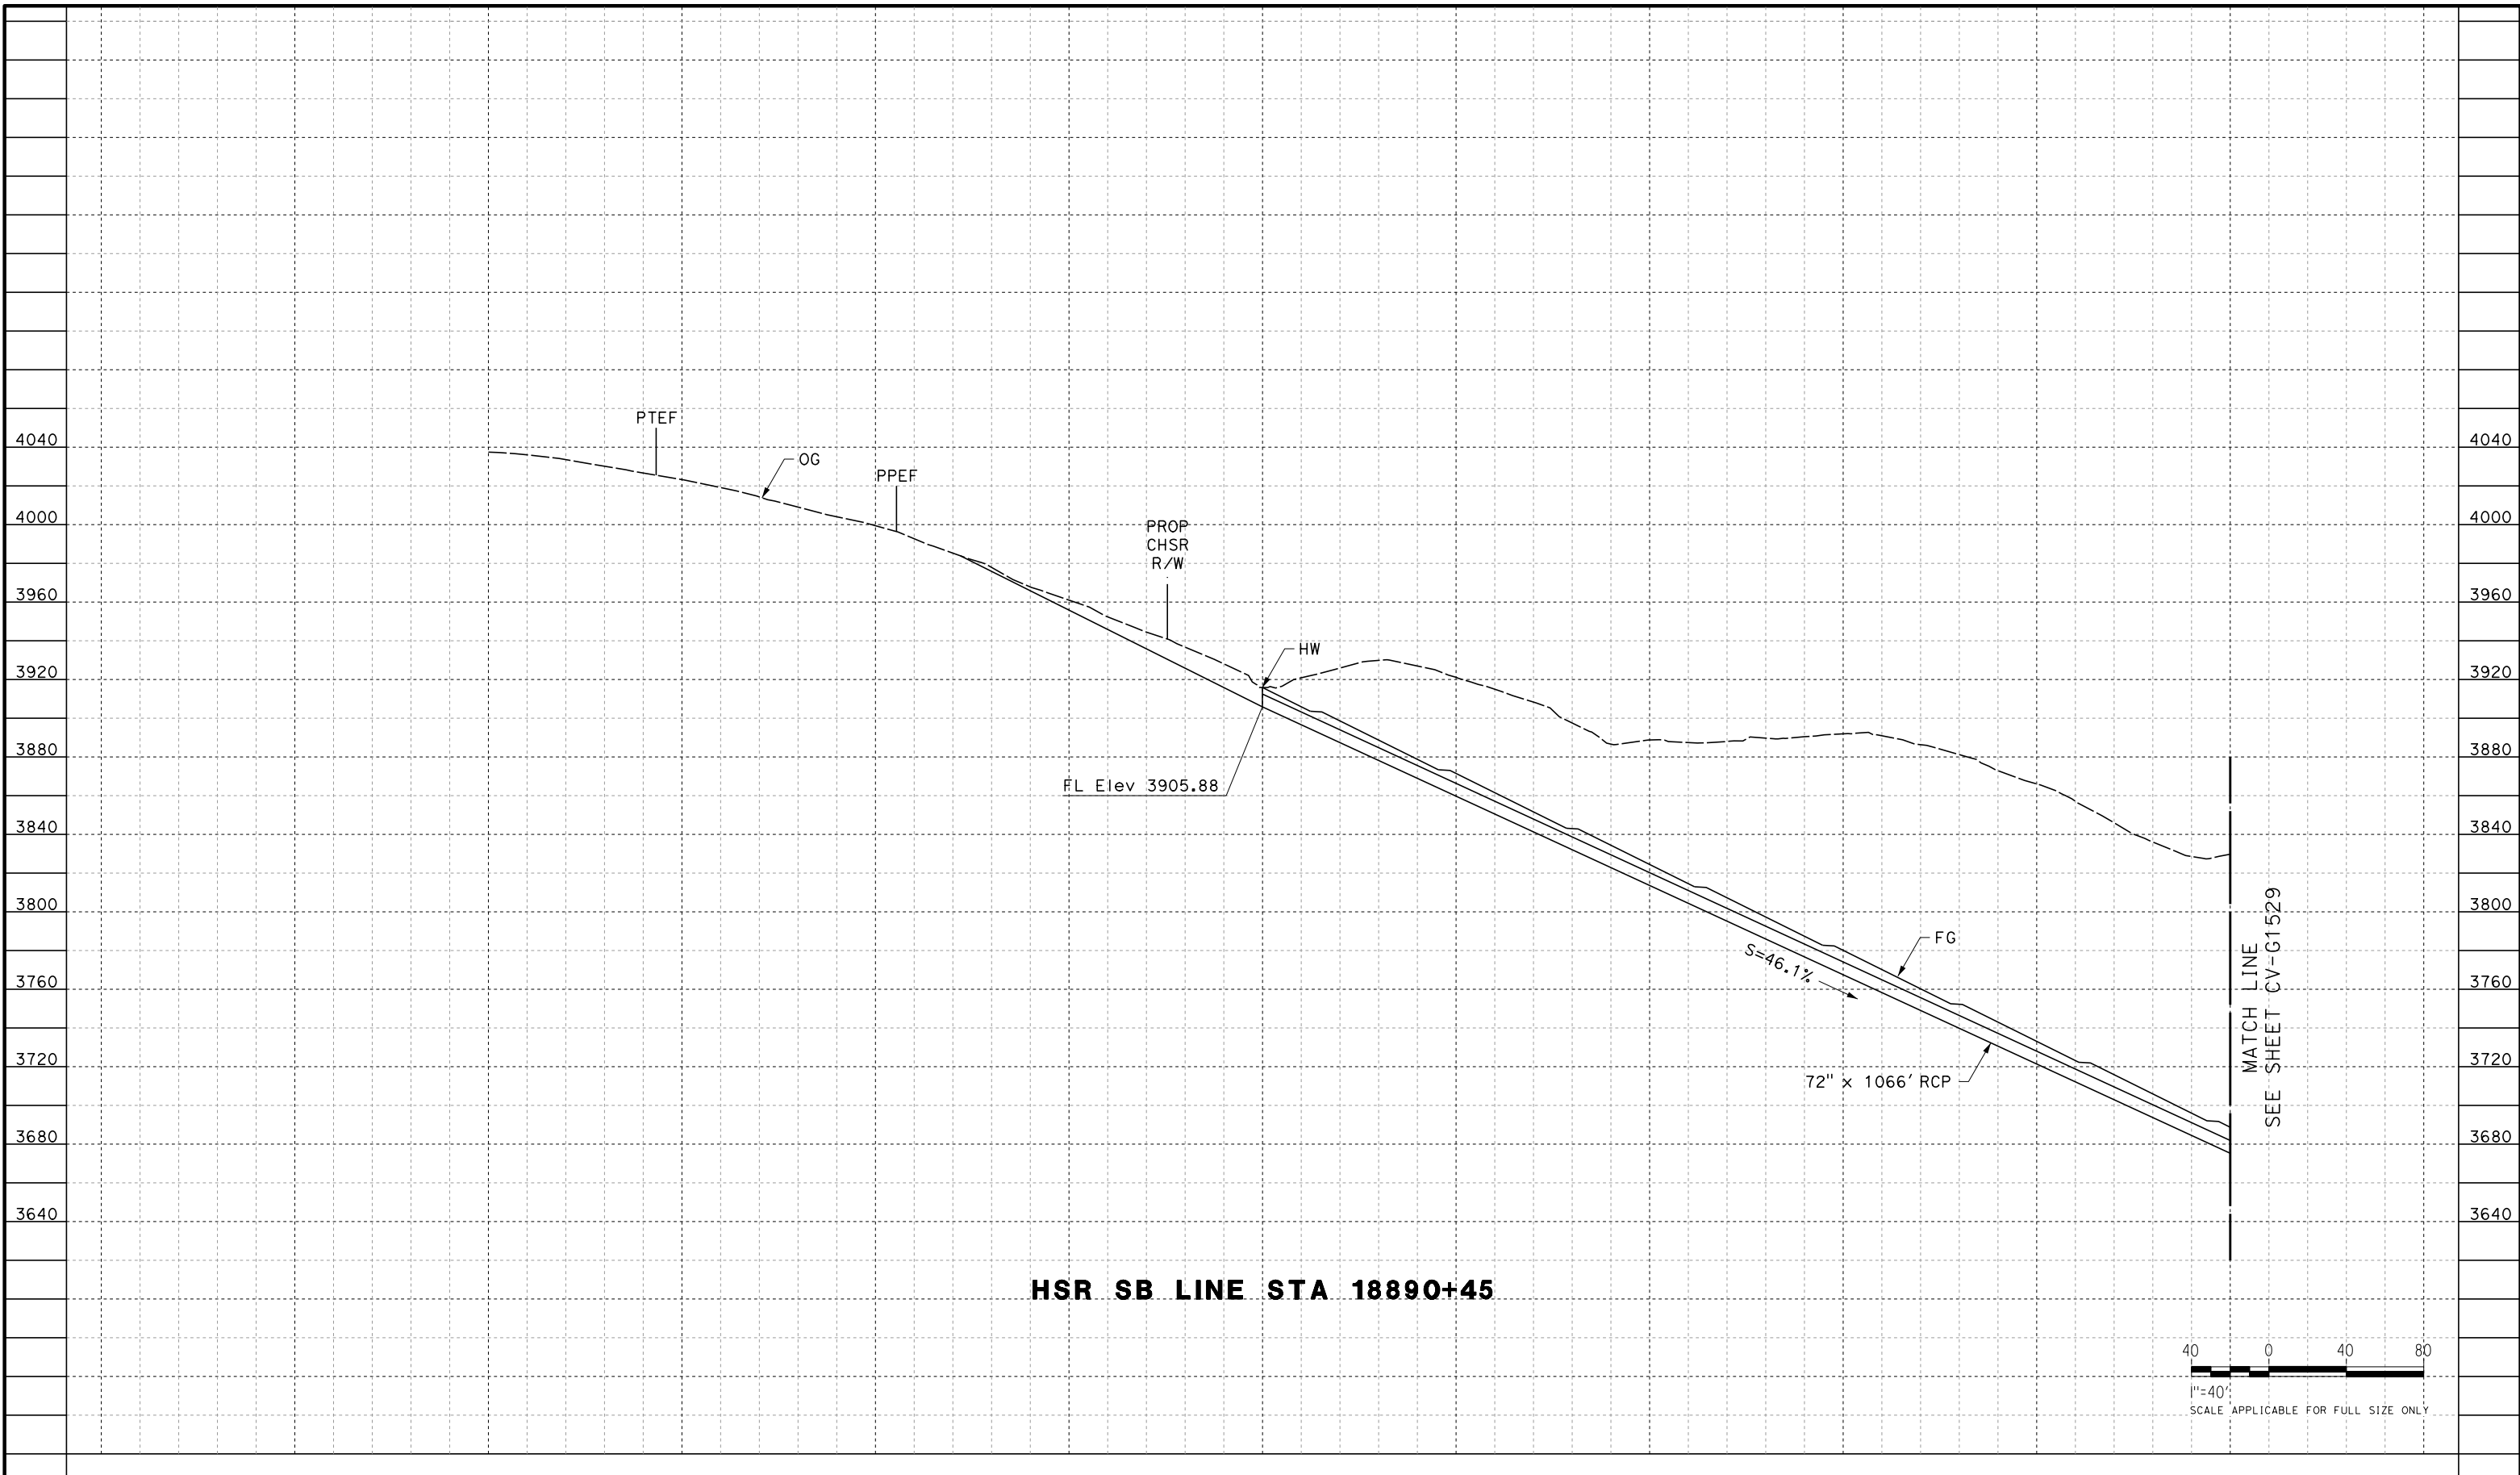 PTEF
OG
4040 4040
PPEF
4000 4000
PROP
CHSR
R/W
3960 3960
HW
3920 3920
FL Elev 3905.88
3880 3880
3840 3840
3800 3800
FG
S=46.1%
3760 3760
MATCH LINE
SEE SHEET CV-G1529
72" x 1066' RCP
3720 3720
3680 3680
3640 3640
HSR SB LINE STA 18890+45
40 0 40 80
1"=40'
SCALE APPLICABLE FOR FULL SIZE ONLY